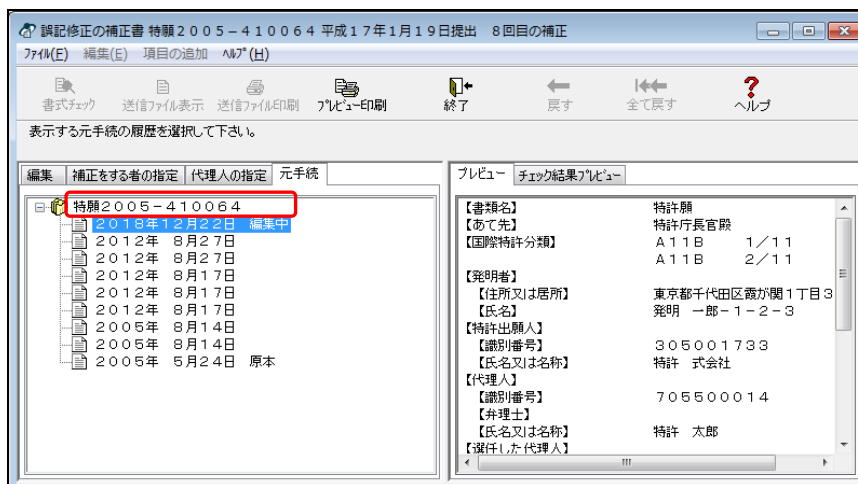 誤記修正の補正書 特願２００５－４１００６４ 平成１７年１月１９日提出 ８回目の補正
ﾌｧｲﾙ(F) 編集(E) 項目の追加 ﾍﾙﾌﾟ(H)
書式ﾁｪｯｸ 送信ﾌｧｲﾙ表示 送信ﾌｧｲﾙ印刷 ﾌﾟﾚﾋﾞｭｰ印刷 終了 戻す 全て戻す ヘルプ
表示する元手続の履歴を選択して下さい。
編集 補正をする者の指定 代理人の指定 元手続
特願２００５－４１００６４
２０１８年１２月２２日 編集中
２０１２年 ８月２７日
２０１２年 ８月２７日
２０１２年 ８月１７日
２０１２年 ８月１７日
２００５年 ８月１４日
２００５年 ８月１４日
２００５年 ５月２４日 原本
ﾌﾟﾚﾋﾞｭｰ ﾁｪｯｸ結果ﾌﾟﾚﾋﾞｭｰ
【書類名】 特許願
【あて先】 特許庁長官殿
【国際特許分類】 Ａ１１Ｂ １／１１
Ａ１１Ｂ ２／１１
【発明者】
【住所又は居所】 東京都千代田区霞が関１丁目３
【氏名】 発明 一郎－１－２－３
【特許出願人】
【識別番号】 ３０５００１７３３
【氏名又は名称】 特許 式会社
【代理人】
【識別番号】 ７０５５０００１４
【弁理士】
【氏名又は名称】 特許 太郎
【選任した代理人】